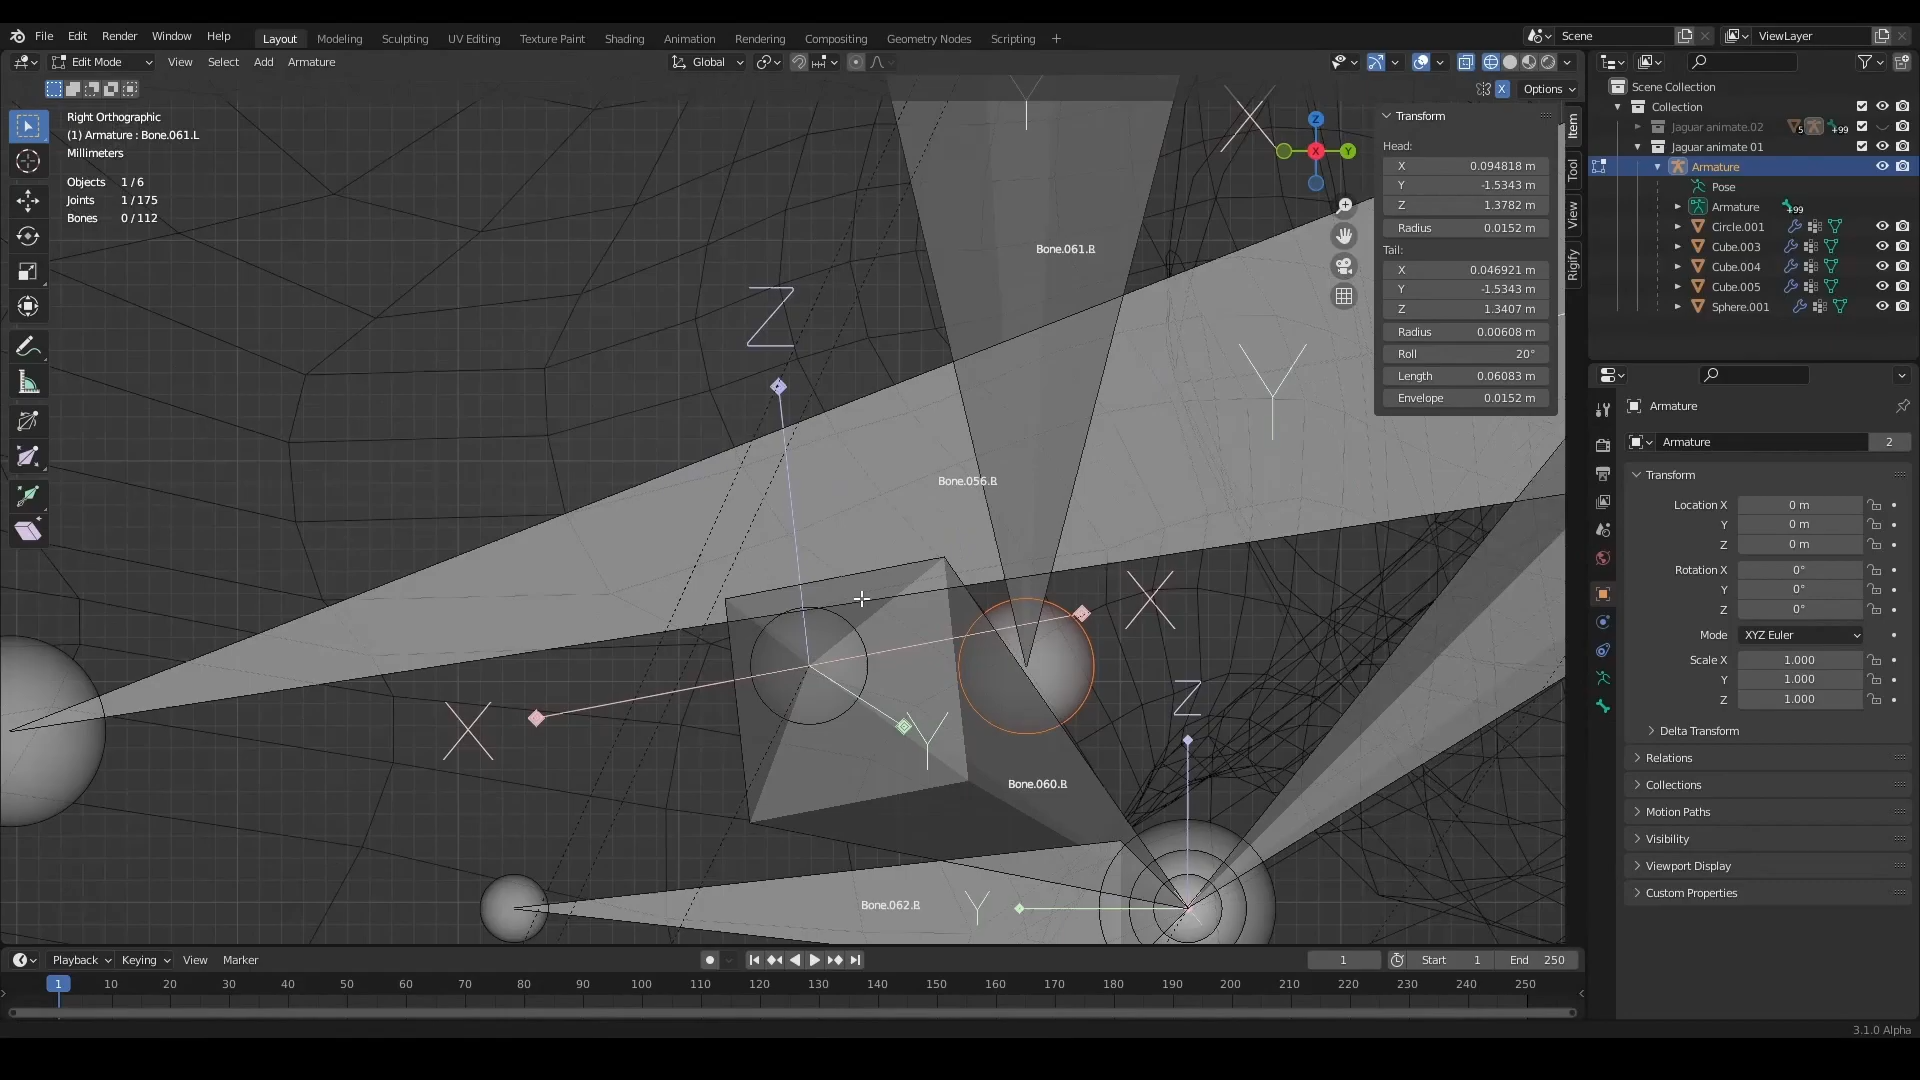 File Edit Render Window Help Layout Modeling Sculpting UV Editing Texture Paint Shading Animation Rendering Compositing Geometry Nodes Scripting + Scene ViewLayer
Edit Mode View Select Add Armature Global
X Options
Right Orthographic
(1) Armature : Bone.061.L
Millimeters
Objects 1 / 6
Joints 1 / 175
Bones 0 / 112
Z
X
Y
Item
Tool
View
Rigify
Transform
Head:
X 0.094818 m
Y -1.5343 m
Z 1.3782 m
Radius 0.0152 m
Tail:
X 0.046921 m
Y -1.5343 m
Z 1.3407 m
Radius 0.00608 m
Roll 20°
Length 0.06083 m
Envelope 0.0152 m
Y
X
Bone.061.R
Z
Y
Bone.056.R
X
X
Y
Z
Bone.060.R
Bone.062.R
Y
Scene Collection
Collection
Jaguar animate.02 5 +99
Jaguar animate 01
Armature
Pose
Armature +99
Circle.001
Cube.003
Cube.004
Cube.005
Sphere.001
Armature
Armature 2
Transform
Location X 0 m
Y 0 m
Z 0 m
Rotation X 0°
Y 0°
Z 0°
Mode XYZ Euler
Scale X 1.000
Y 1.000
Z 1.000
Delta Transform
Relations
Collections
Motion Paths
Visibility
Viewport Display
Custom Properties
Playback Keying View Marker 1 Start 1 End 250
1 10 20 30 40 50 60 70 80 90 100 110 120 130 140 150 160 170 180 190 200 210 220 230 240 250
3.1.0 Alpha